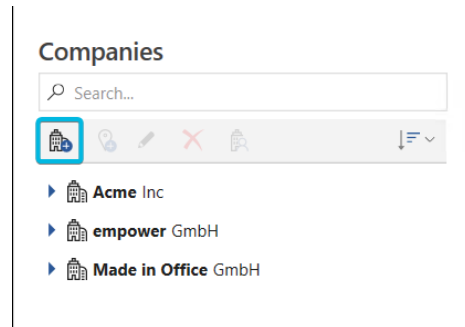 Companies
Search...
Acme Inc
empower GmbH
Made in Office GmbH